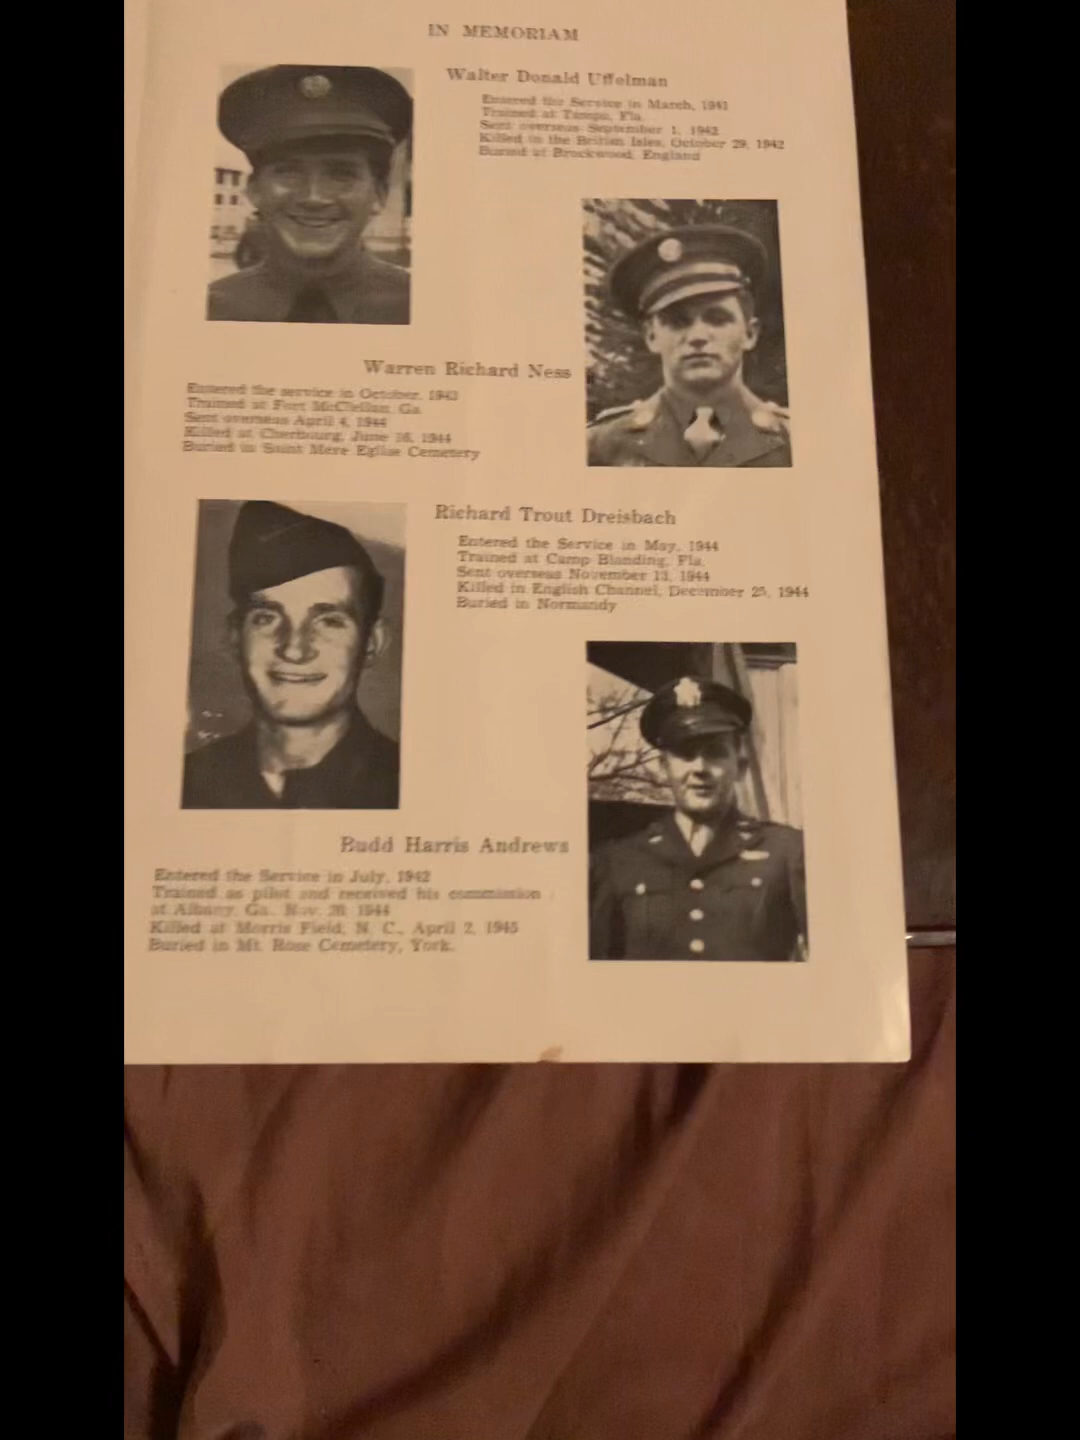 IN MEMORIAM
Walter Donald Uffelman
Entered the Service in March, 1941
Trained at Tampa, Fla.
Sent overseas September 1, 1942
Killed in the British Isles, October 29, 1942
Buried at Brockwood, England
Warren Richard Ness
Entered the service in October, 1943
Trained at Fort McClellan, Ga.
Sent overseas April 4, 1944
Killed at Cherbourg, June 16, 1944
Buried in Saint Mere Eglise Cemetery
Richard Trout Dreisbach
Entered the Service in May, 1944
Trained at Camp Blanding, Fla.
Sent overseas November 13, 1944
Killed in English Channel, December 25, 1944
Buried in Normandy
Budd Harris Andrews
Entered the Service in July, 1942
Trained as pilot and received his commission
at Albany, Ga., Nov. 20, 1944
Killed at Morris Field, N. C., April 2, 1945
Buried in Mt. Rose Cemetery, York.